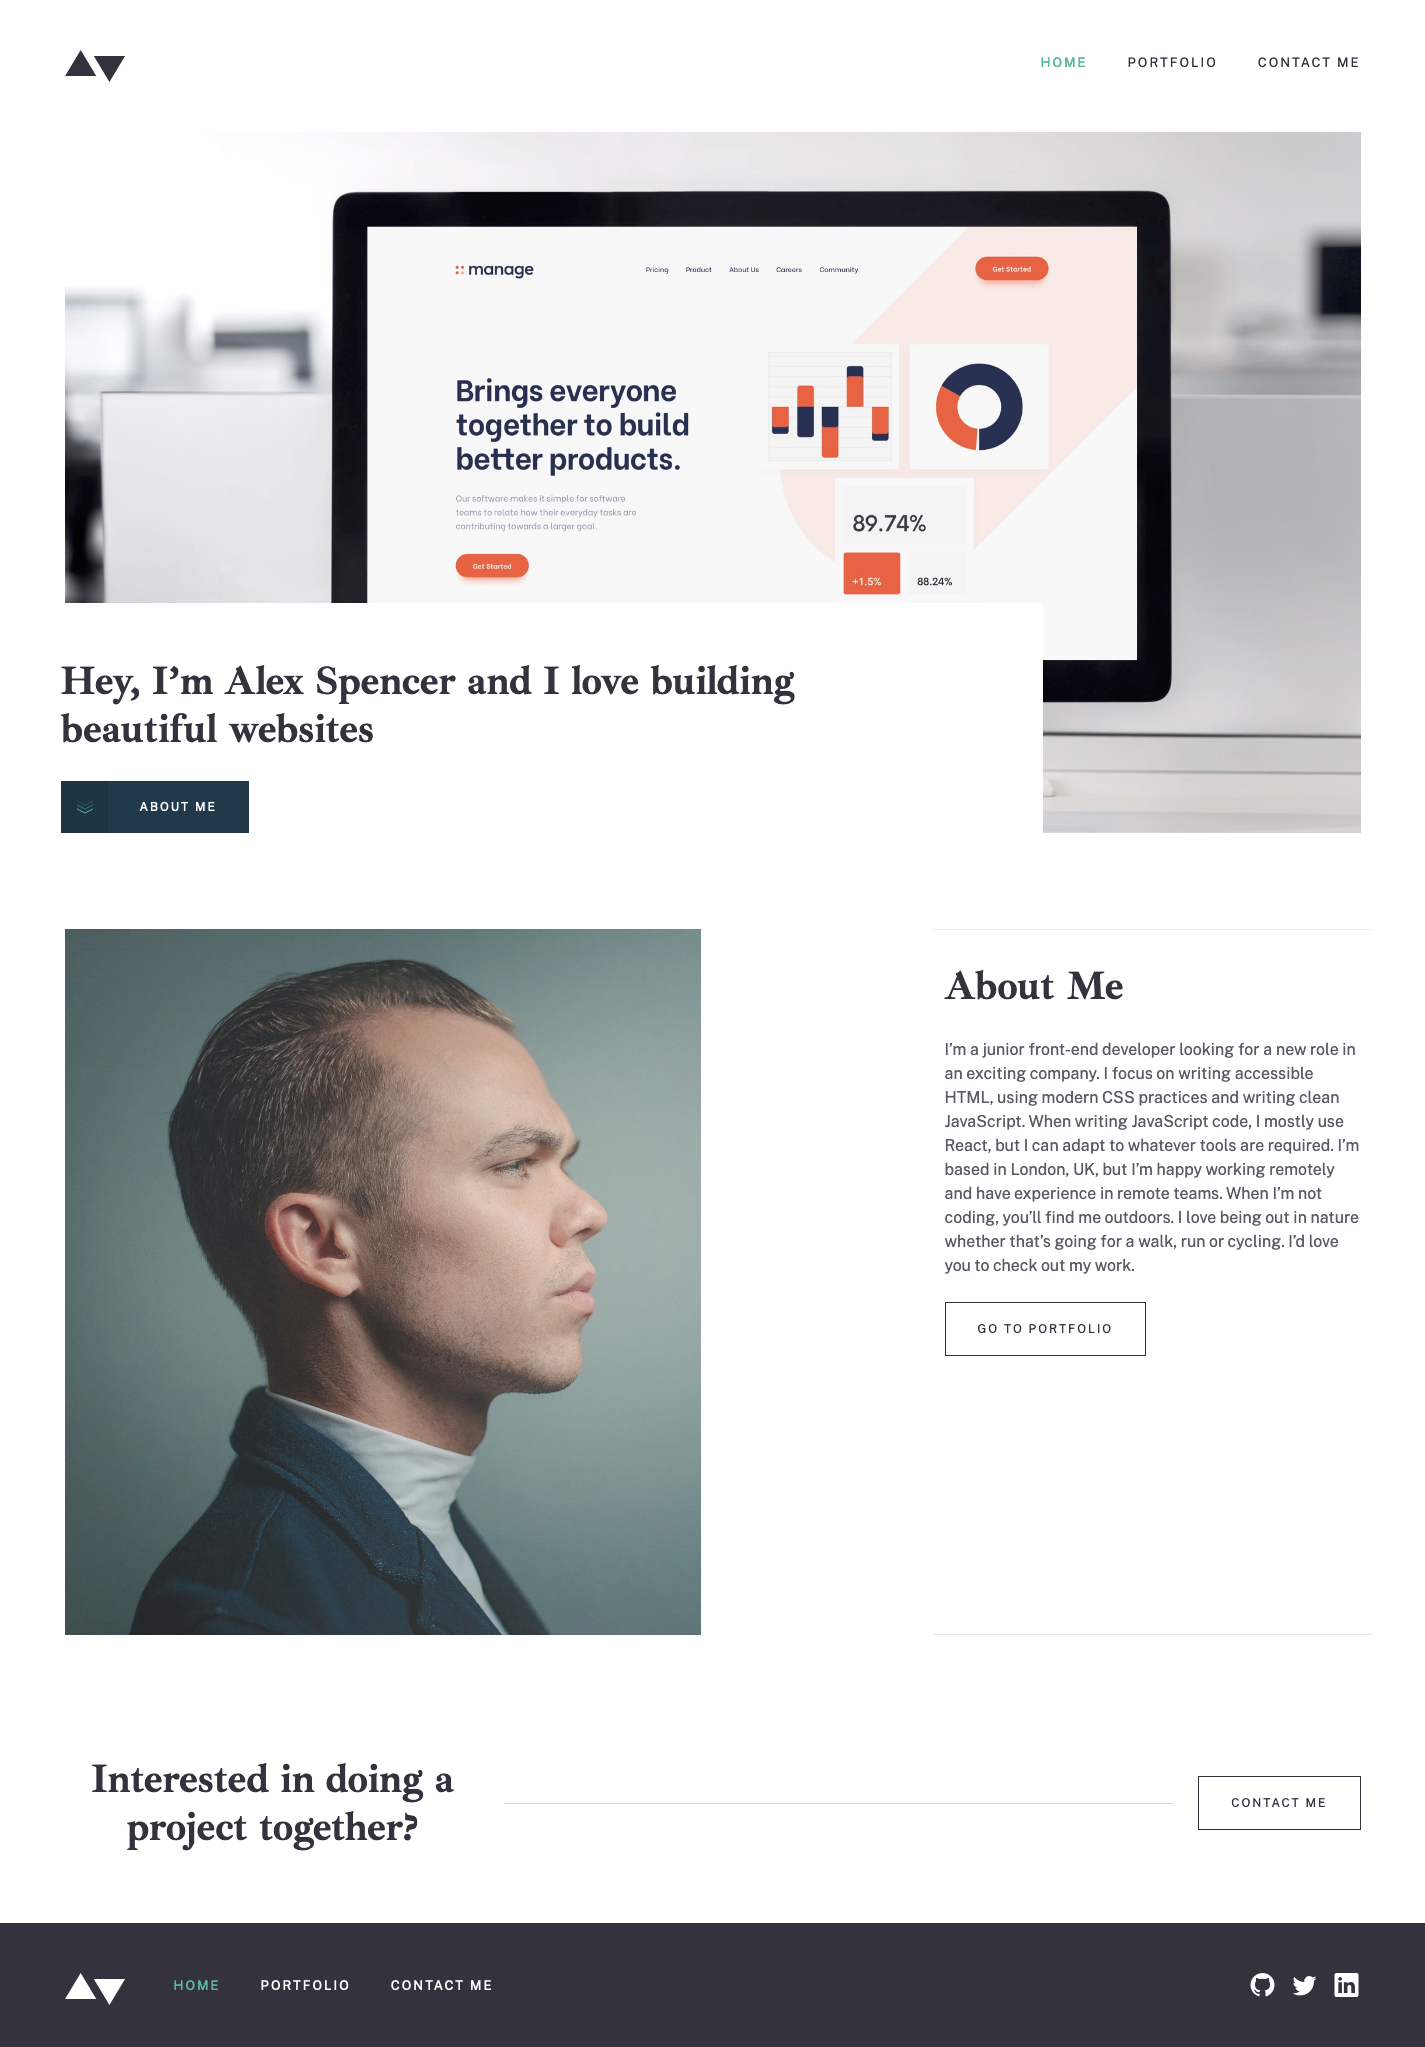 HOME PORTFOLIO CONTACT ME
manage Pricing Product About Us Careers Community Get Started
Brings everyone
together to build
better products.
Our software makes it simple for software
teams to relate how their everyday tasks are
contributing towards a larger goal.
Get Started
89.74%
+1.5% 88.24%
Hey, I’m Alex Spencer and I love building
beautiful websites
ABOUT ME
About Me
I’m a junior front-end developer looking for a new role in
an exciting company. I focus on writing accessible
HTML, using modern CSS practices and writing clean
JavaScript. When writing JavaScript code, I mostly use
React, but I can adapt to whatever tools are required. I’m
based in London, UK, but I’m happy working remotely
and have experience in remote teams. When I’m not
coding, you’ll find me outdoors. I love being out in nature
whether that’s going for a walk, run or cycling. I’d love
you to check out my work.
GO TO PORTFOLIO
Interested in doing a
project together?
CONTACT ME
HOME PORTFOLIO CONTACT ME